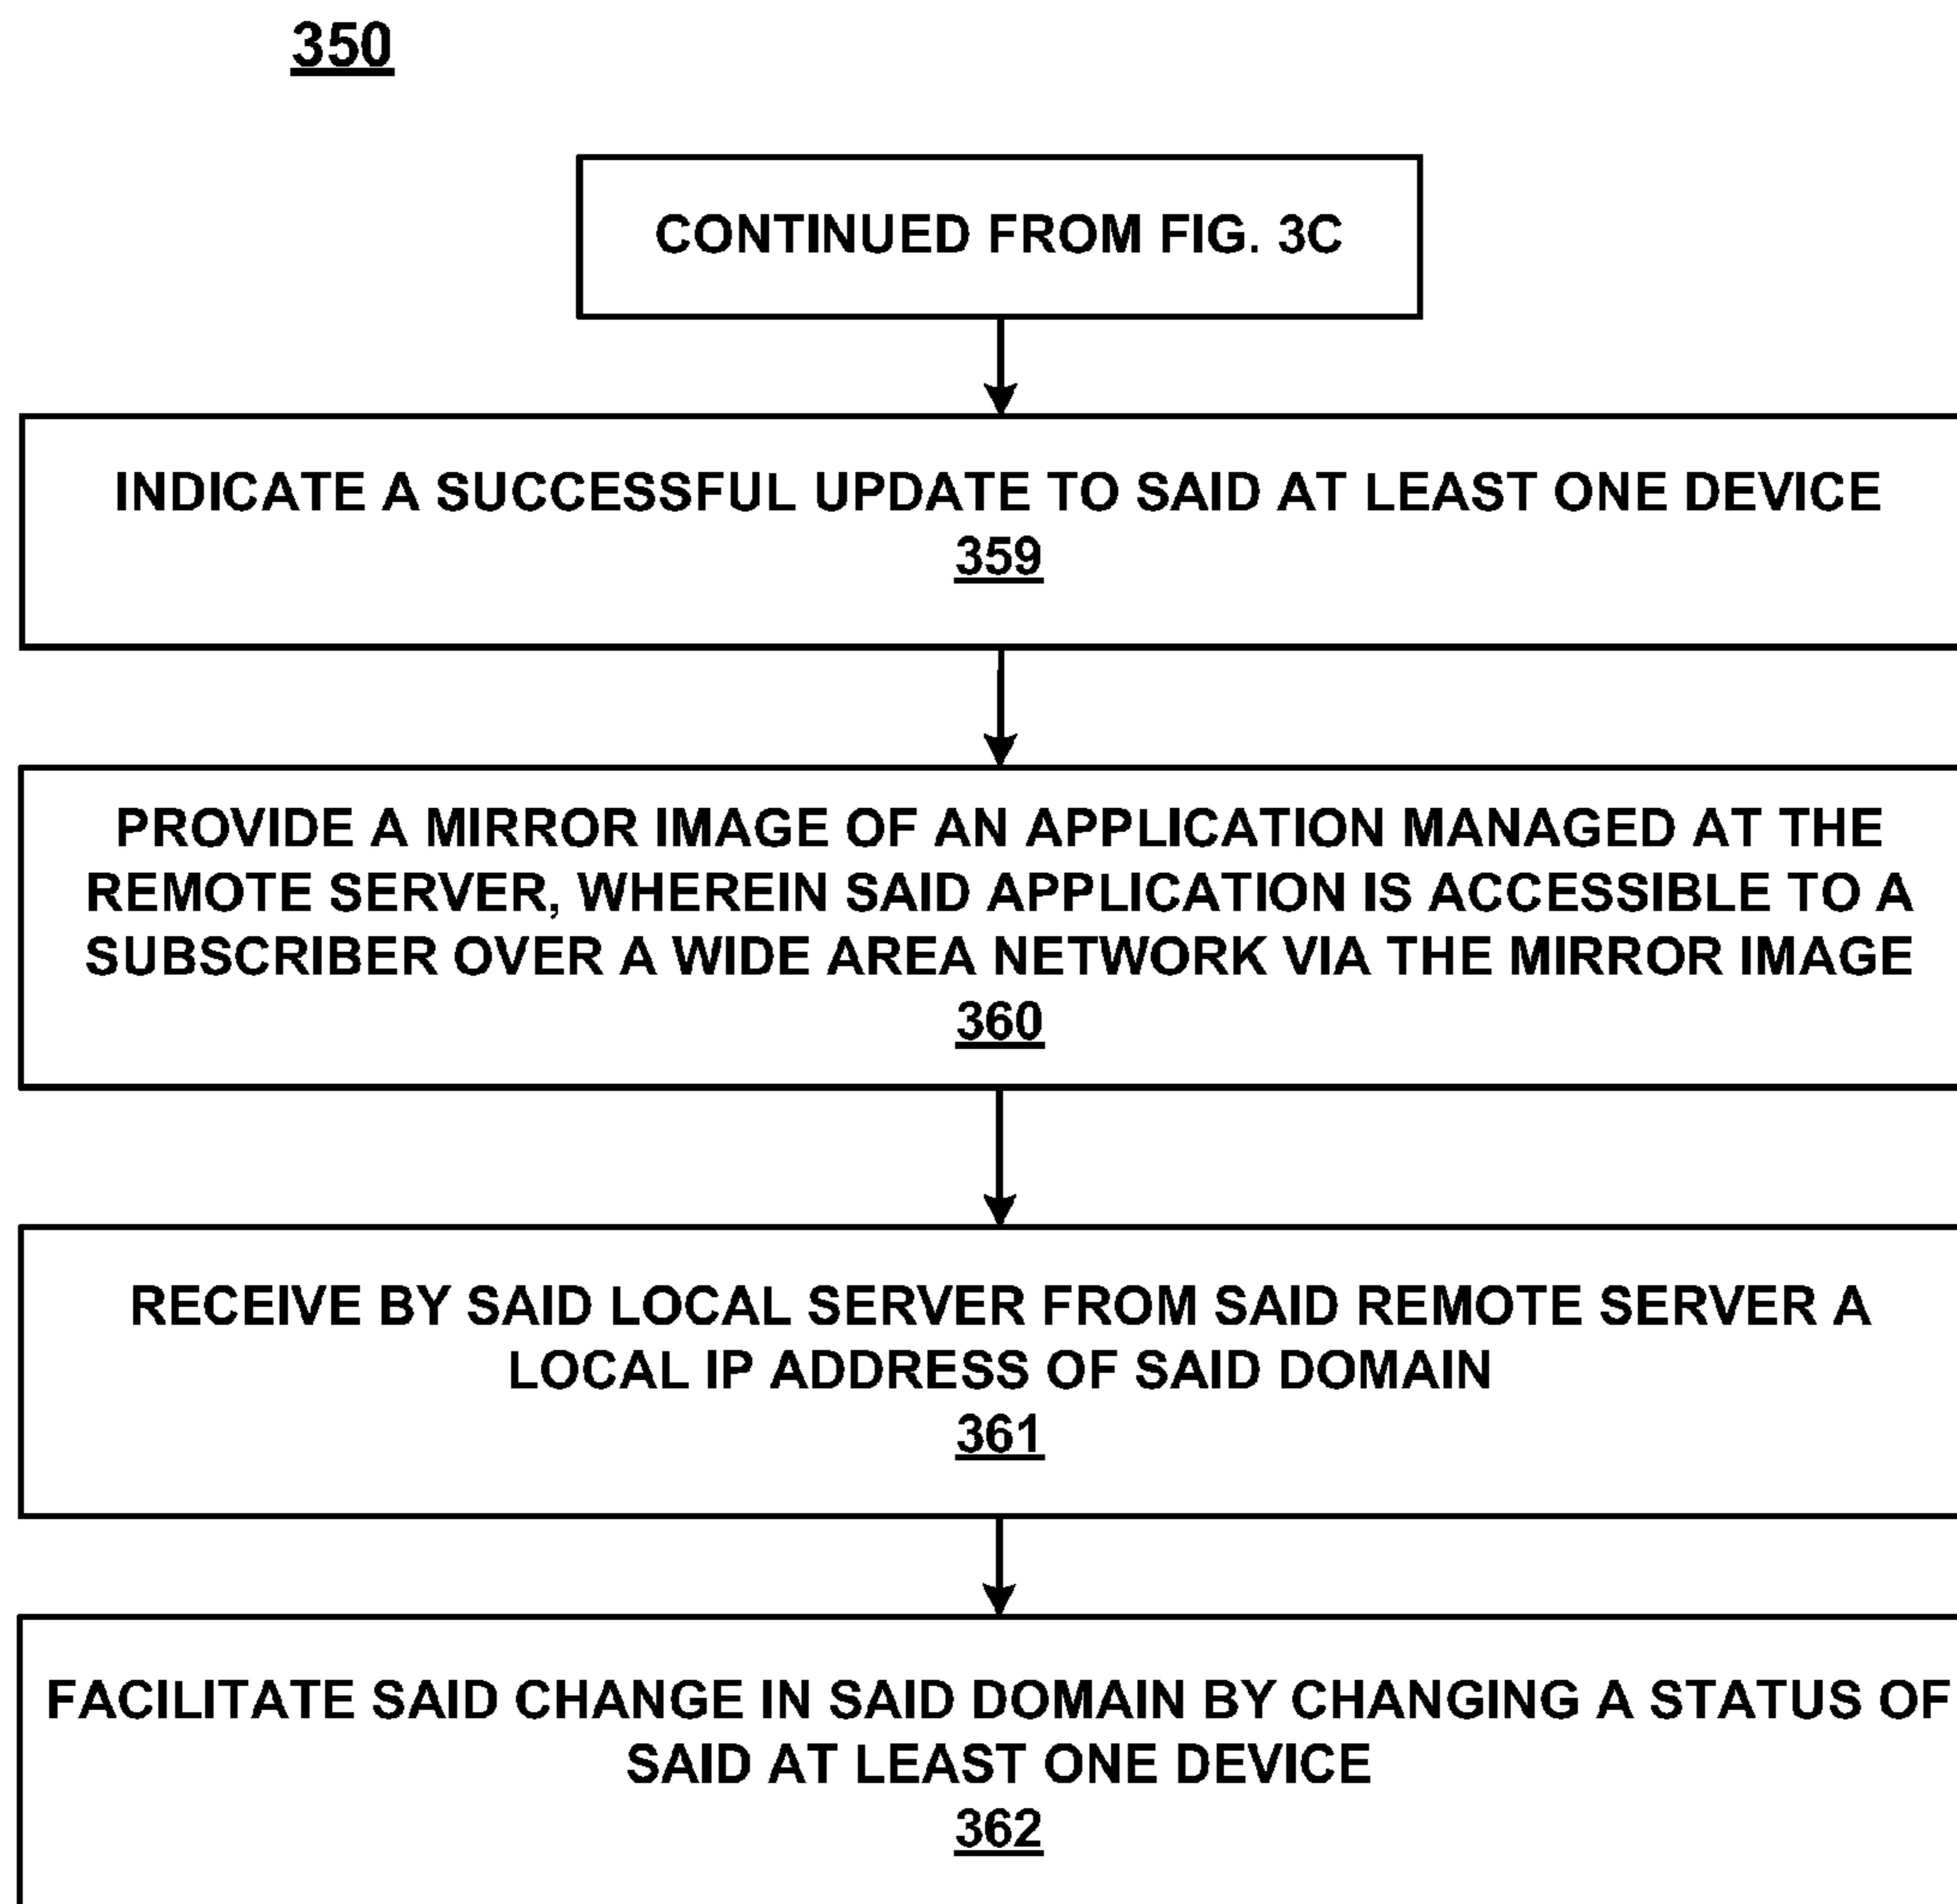 350
CONTINUED FROM FIG. 3C
INDICATE A SUCCESSFUL UPDATE TO SAID AT LEAST ONE DEVICE
359
PROVIDE A MIRROR IMAGE OF AN APPLICATION MANAGED AT THE
REMOTE SERVER, WHEREIN SAID APPLICATION IS ACCESSIBLE TO A
SUBSCRIBER OVER A WIDE AREA NETWORK VIA THE MIRROR IMAGE
360
RECEIVE BY SAID LOCAL SERVER FROM SAID REMOTE SERVER A
LOCAL IP ADDRESS OF SAID DOMAIN
361
FACILITATE SAID CHANGE IN SAID DOMAIN BY CHANGING A STATUS OF
SAID AT LEAST ONE DEVICE
362